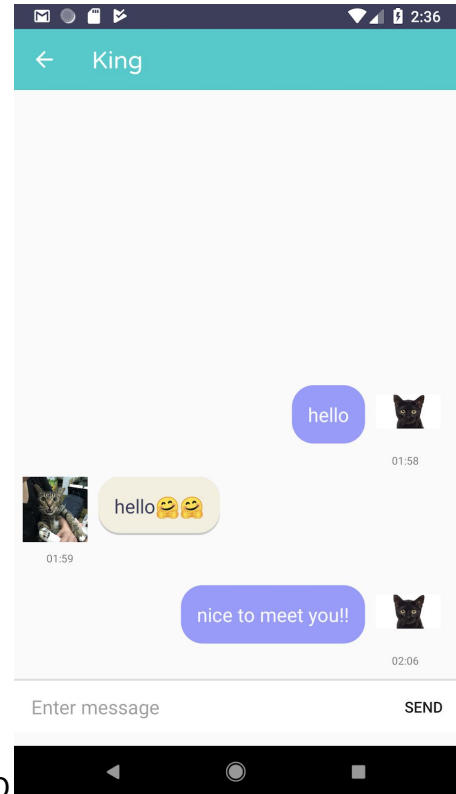 2:36
King
hello
01:58
hello🤗🤗
01:59
nice to meet you!!
02:06
Enter message SEND